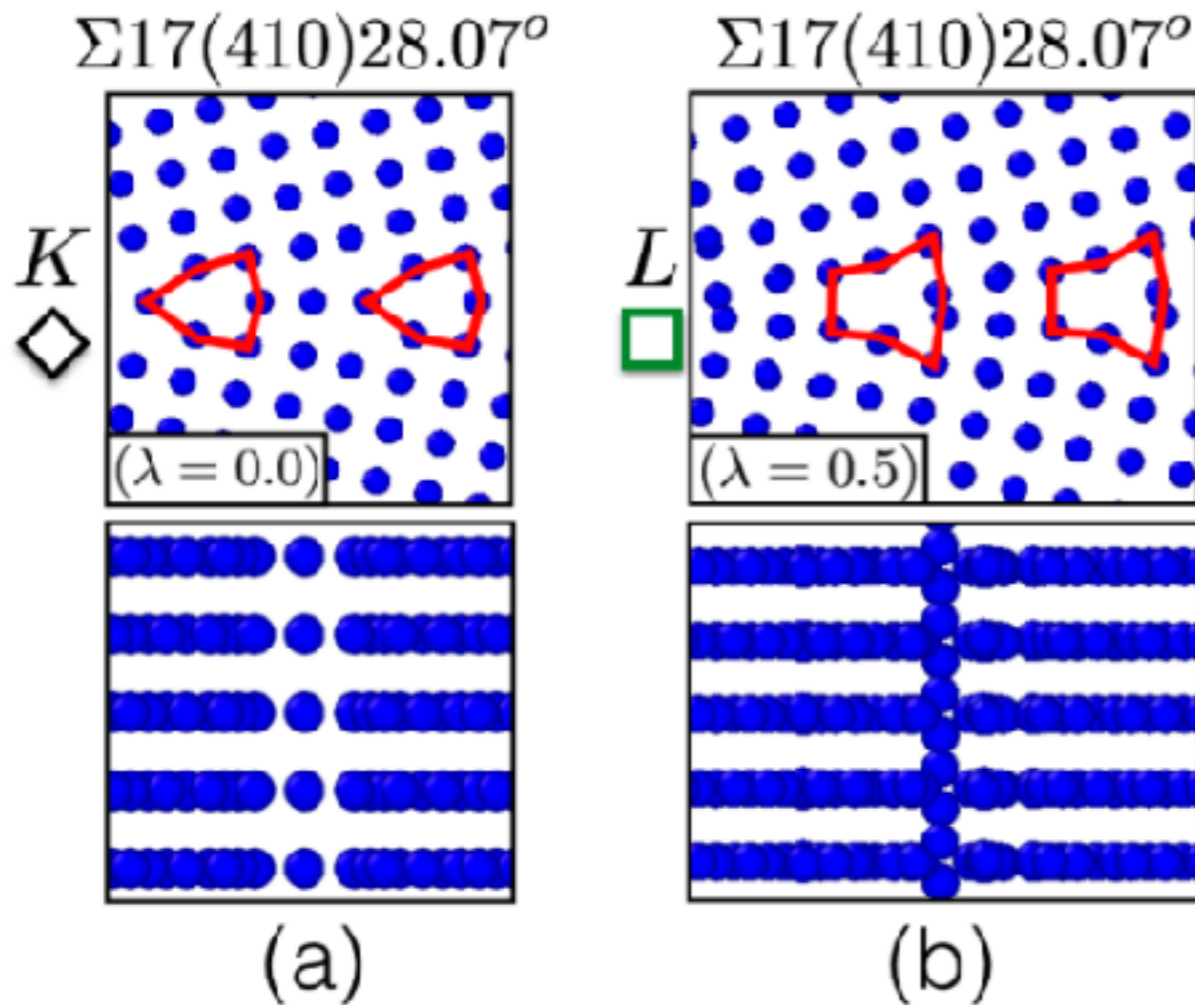 Σ17(410)28.07° Σ17(410)28.07°
K L
(λ = 0.0) (λ = 0.5)
(a) (b)